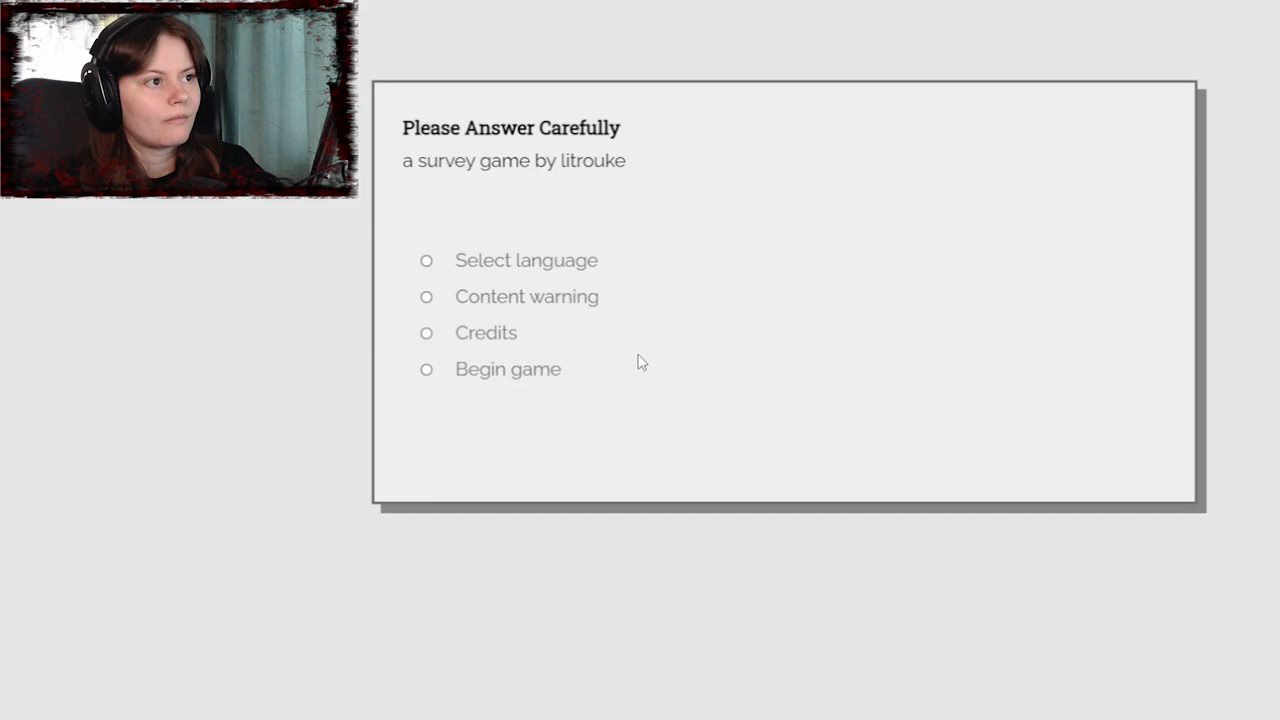 Please Answer Carefully
a survey game by litrouke
Select language
Content warning
Credits
Begin game